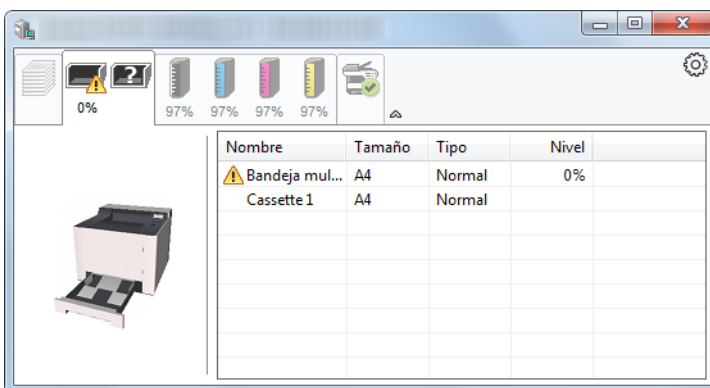 ?
0%
97% 97% 97% 97%
Nombre Tamaño Tipo Nivel
Bandeja mul... A4 Normal 0%
Cassette 1 A4 Normal